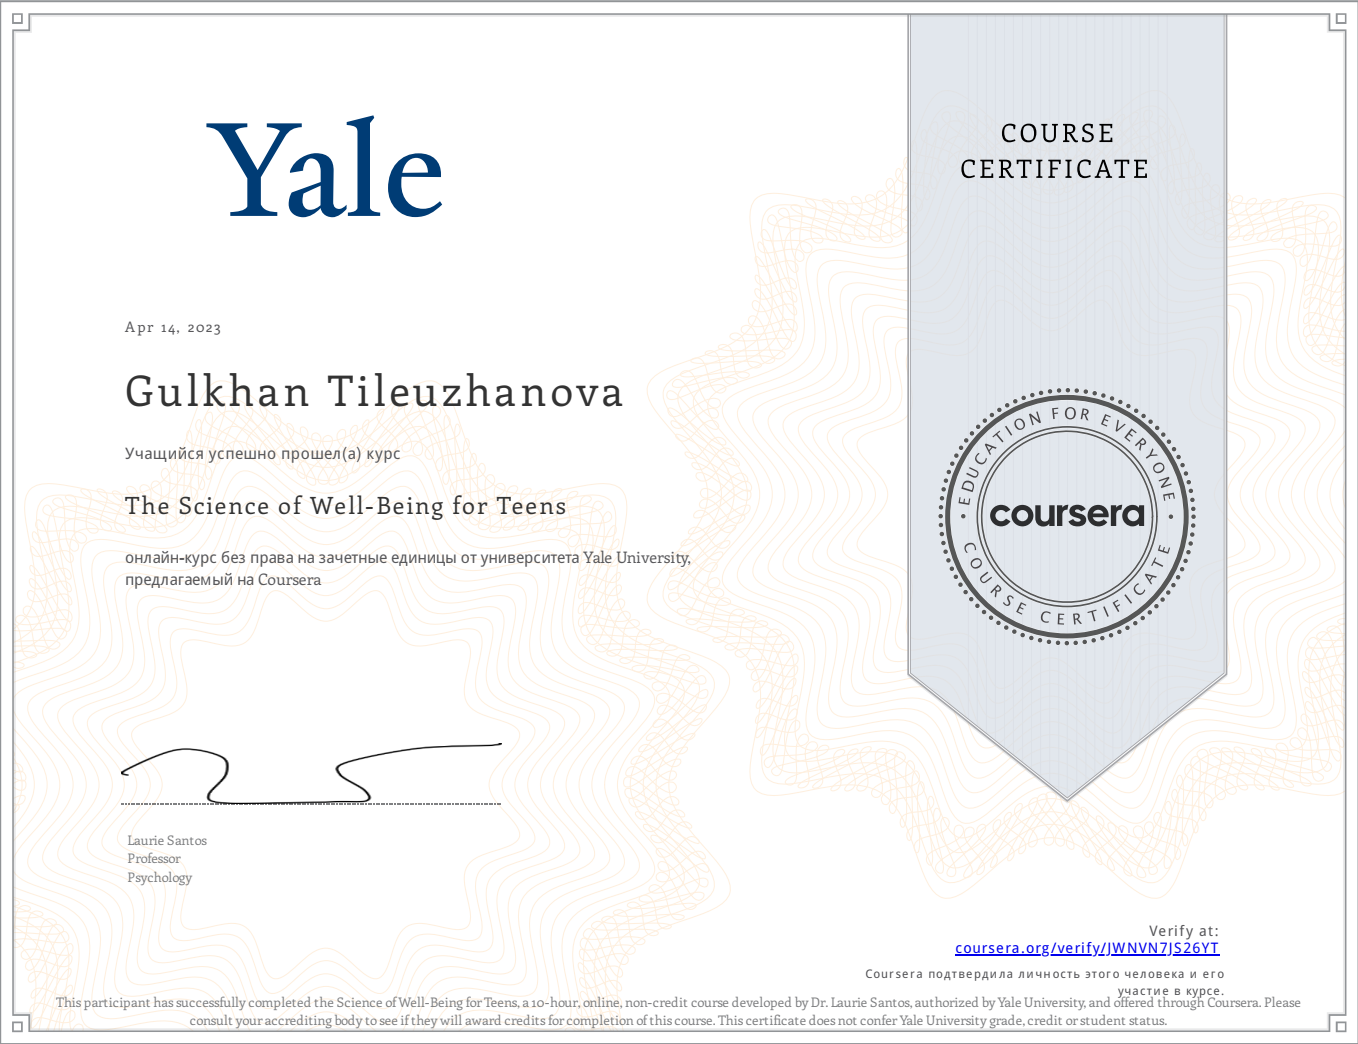 Yale
COURSE
CERTIFICATE
Apr 14, 2023
Gulkhan Tileuzhanova
Учащийся успешно прошел(а) курс
The Science of Well-Being for Teens
онлайн-курс без права на зачетные единицы от университета Yale University,
предлагаемый на Coursera
EDUCATION FOR EVERYONE
coursera
COURSE CERTIFICATE
Laurie Santos
Professor
Psychology
Verify at:
coursera.org/verify/JWNVN7JS26YT
Coursera подтвердила личность этого человека и его
участие в курсе.
This participant has successfully completed the Science of Well-Being for Teens, a 10-hour, online, non-credit course developed by Dr. Laurie Santos, authorized by Yale University, and offered through Coursera. Please
consult your accrediting body to see if they will award credits for completion of this course. This certificate does not confer Yale University grade, credit or student status.